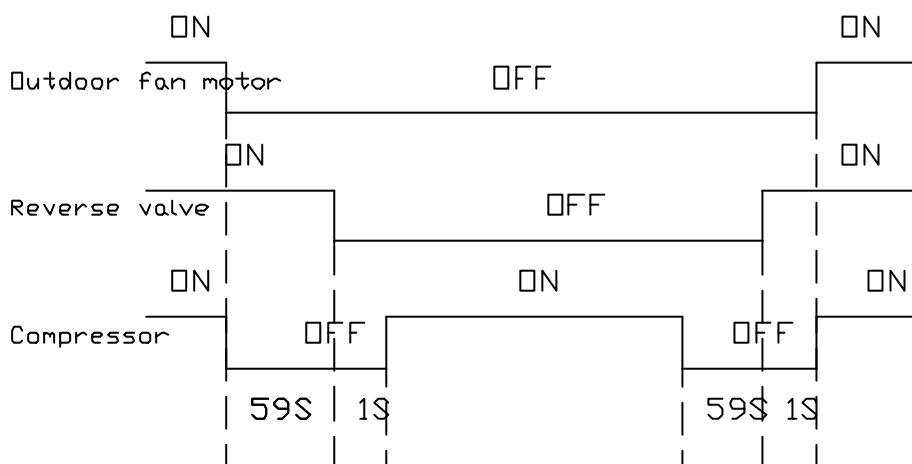 ON ON
Outdoor fan motor OFF
ON ON
Reverse valve OFF
ON ON ON
Compressor OFF OFF
59S 1S 59S 1S